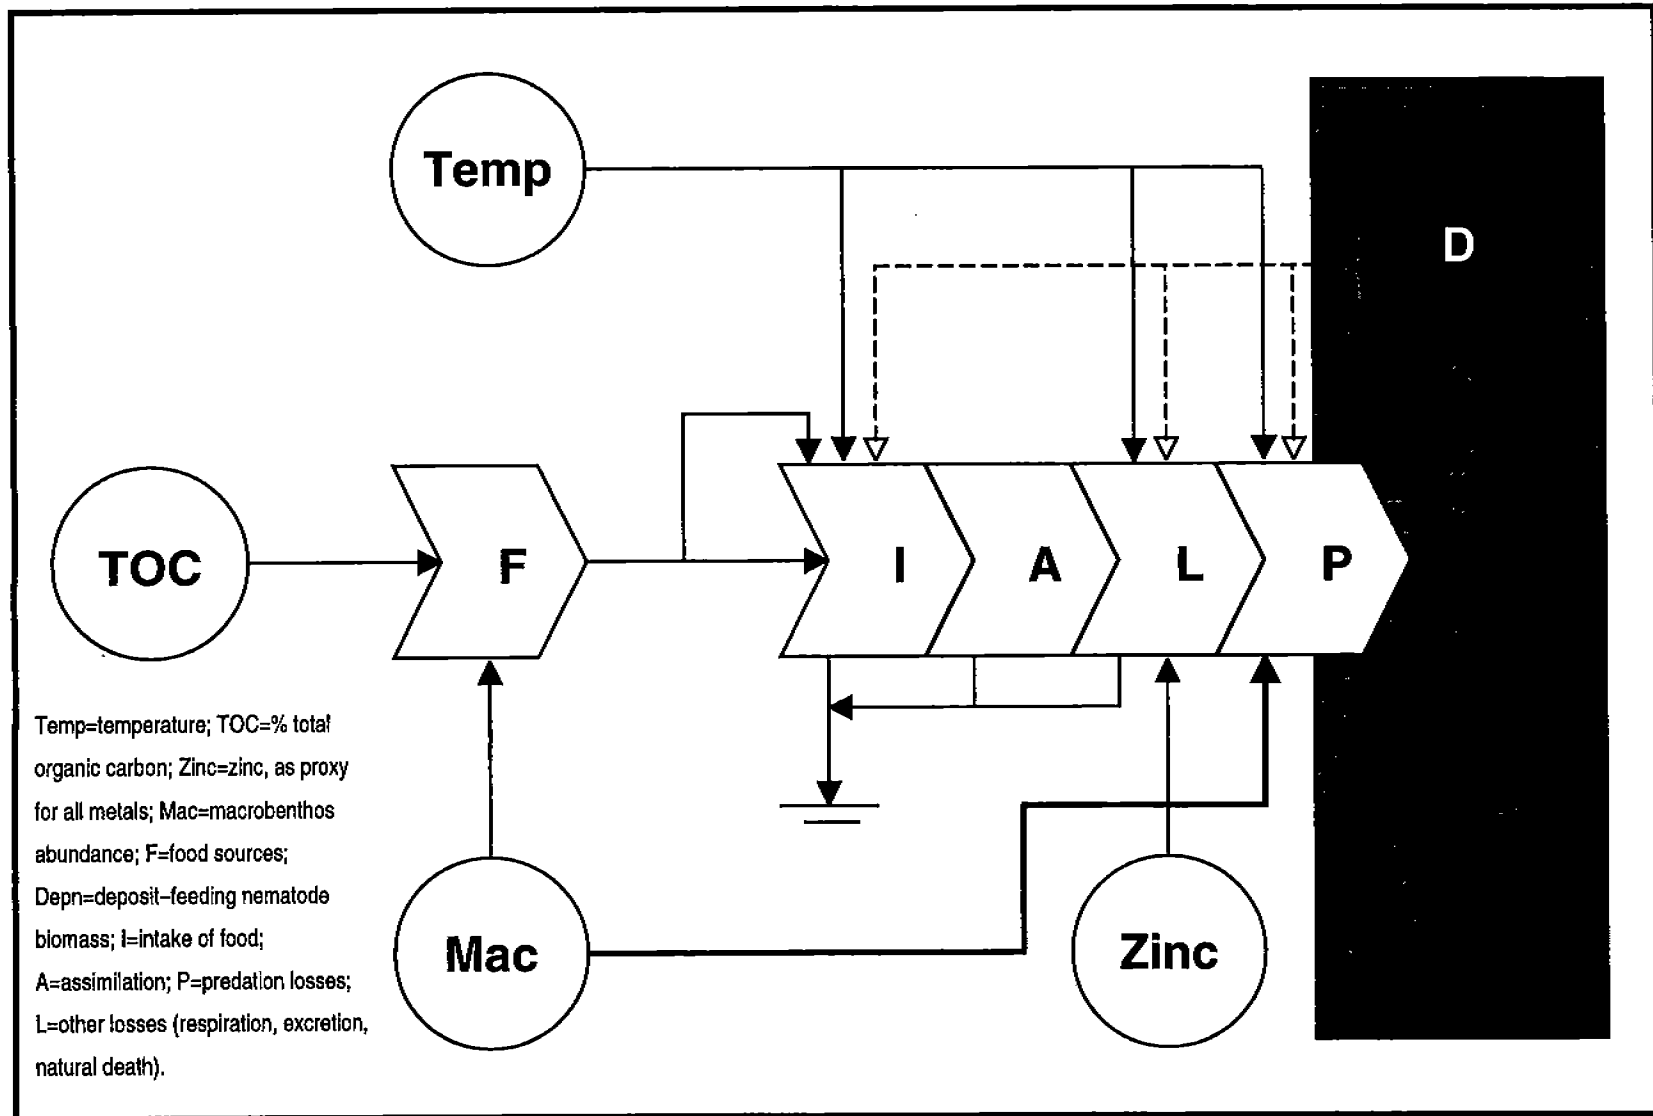 Temp
D
TOC
F
I
A
L
P
Temp=temperature; TOC=% total
organic carbon; Zinc=zinc, as proxy
for all metals; Mac=macrobenthos
abundance; F=food sources;
Depn=deposit–feeding nematode
biomass; I=intake of food;
A=assimilation; P=predation losses;
L=other losses (respiration, excretion,
natural death).
Mac
Zinc